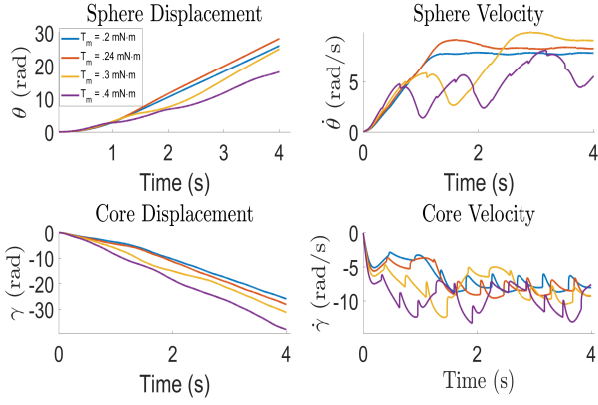 Sphere Displacement
θ (rad)
30
20
10
0
T_m = .2 mN·m
T_m = .24 mN·m
T_m = .3 mN·m
T_m = .4 mN·m
1 2 3 4
Time (s)
Sphere Velocity
θ̇ (rad/s)
5
0
0 2 4
Time (s)
Core Displacement
γ (rad)
0
-10
-20
-30
0 2 4
Time (s)
Core Velocity
γ̇ (rad/s)
0
-5
-10
0 2 4
Time (s)